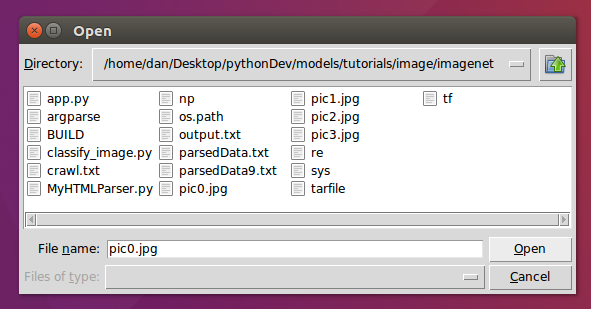 Open
Directory: /home/dan/Desktop/pythonDev/models/tutorials/image/imagenet
app.py np pic1.jpg tf
argparse os.path pic2.jpg
BUILD output.txt pic3.jpg
classify_image.py parsedData.txt re
crawl.txt parsedData9.txt sys
MyHTMLParser.py pic0.jpg tarfile
File name: pic0.jpg Open
Files of type: Cancel